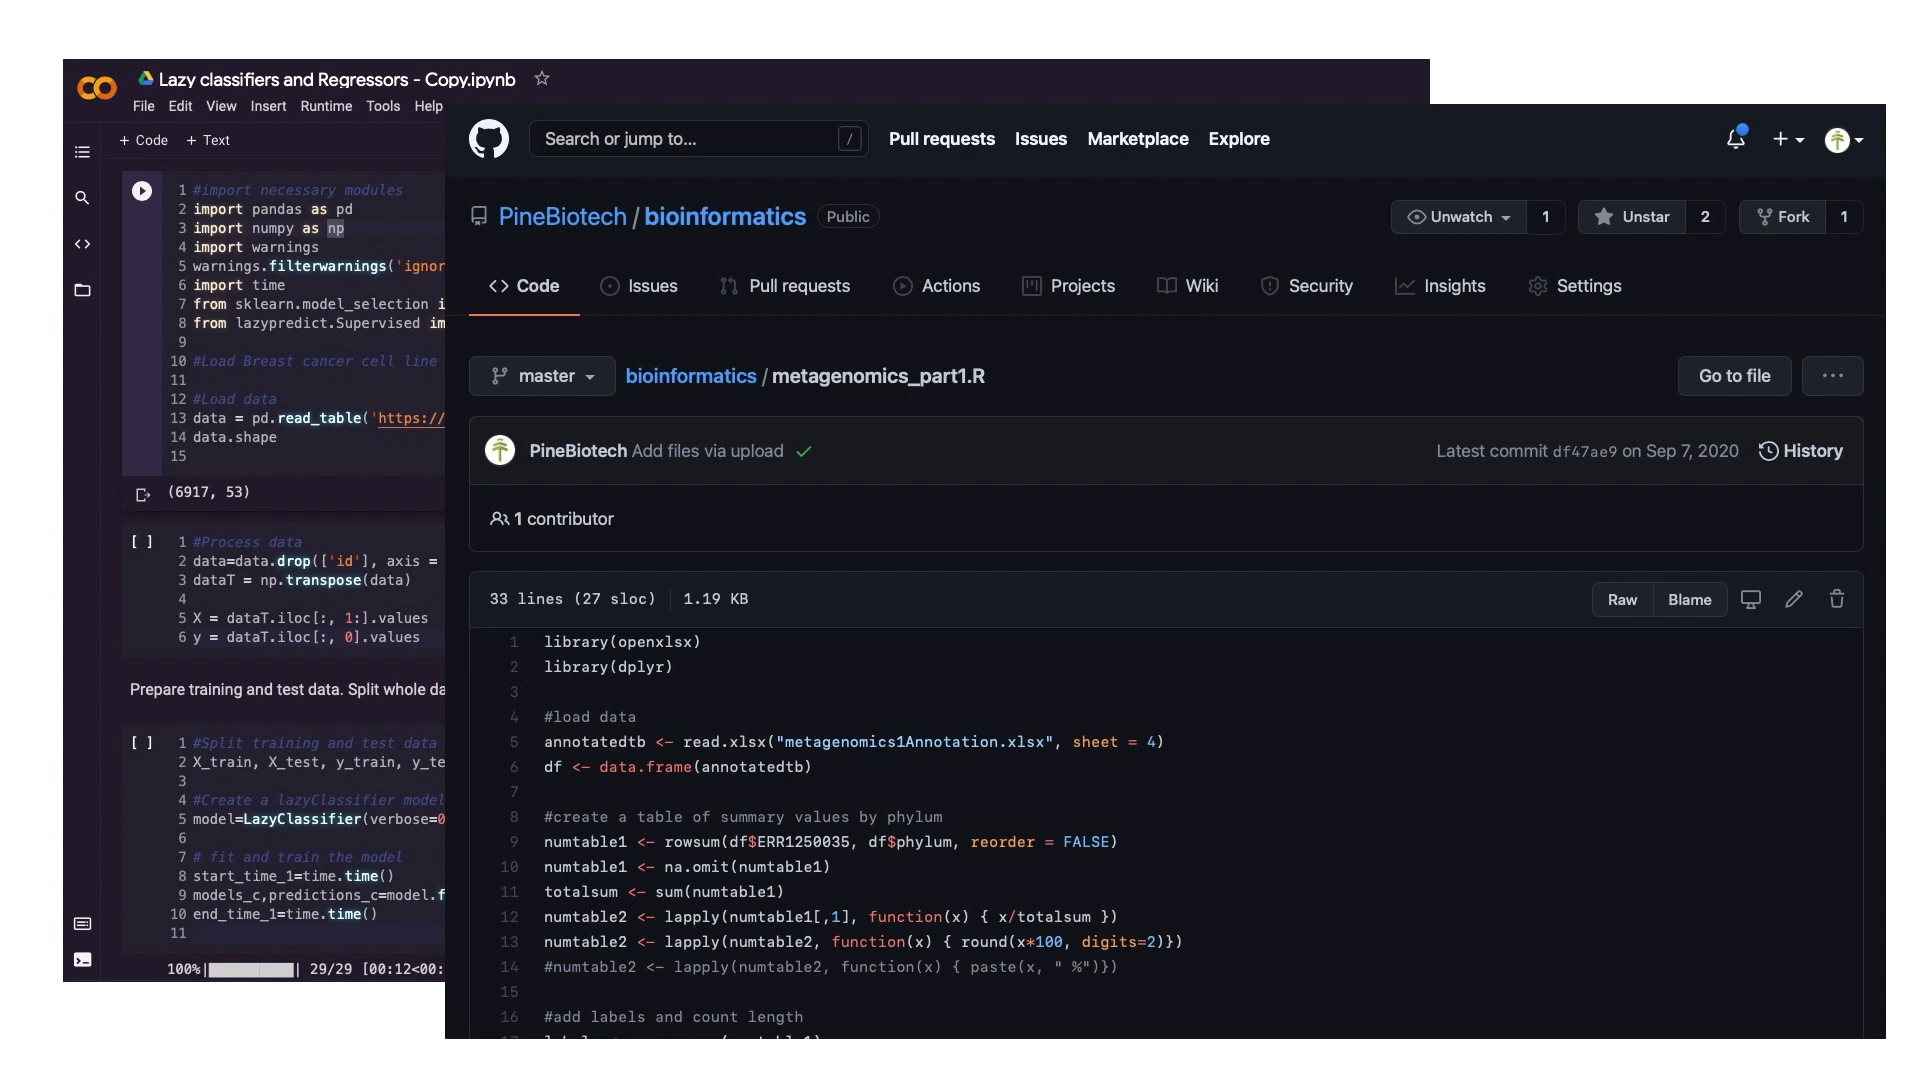 Lazy classifiers and Regressors - Copy.ipynb
File Edit View Insert Runtime Tools Help
+ Code + Text
1 #import necessary modules
2 import pandas as pd
3 import numpy as np
4 import warnings
5 warnings.filterwarnings('ignor
6 import time
7 from sklearn.model_selection i
8 from lazypredict.Supervised im
9
10 #Load Breast cancer cell line
11
12 #Load data
13 data = pd.read_table('https://
14 data.shape
15
(6917, 53)
[ ] 1 #Process data
2 data=data.drop(['id'], axis =
3 dataT = np.transpose(data)
4
5 X = dataT.iloc[:, 1:].values
6 y = dataT.iloc[:, 0].values
Prepare training and test data. Split whole da
[ ] 1 #Split training and test data
2 X_train, X_test, y_train, y_te
3
4 #Create a lazyClassifier model
5 model=LazyClassifier(verbose=0
6
7 # fit and train the model
8 start_time_1=time.time()
9 models_c,predictions_c=model.f
10 end_time_1=time.time()
11
100%| | 29/29 [00:12<00:
Search or jump to... / Pull requests Issues Marketplace Explore
PineBiotech / bioinformatics Public Unwatch 1 Unstar 2 Fork 1
<> Code Issues Pull requests Actions Projects Wiki Security Insights Settings
master bioinformatics / metagenomics_part1.R Go to file ...
PineBiotech Add files via upload Latest commit df47ae9 on Sep 7, 2020 History
1 contributor
33 lines (27 sloc) 1.19 KB Raw Blame
1 library(openxlsx)
2 library(dplyr)
3
4 #load data
5 annotatedtb <- read.xlsx("metagenomics1Annotation.xlsx", sheet = 4)
6 df <- data.frame(annotatedtb)
7
8 #create a table of summary values by phylum
9 numtable1 <- rowsum(df$ERR1250035, df$phylum, reorder = FALSE)
10 numtable1 <- na.omit(numtable1)
11 totalsum <- sum(numtable1)
12 numtable2 <- lapply(numtable1[,1], function(x) { x/totalsum })
13 numtable2 <- lapply(numtable2, function(x) { round(x*100, digits=2)})
14 #numtable2 <- lapply(numtable2, function(x) { paste(x, " %")})
15
16 #add labels and count length